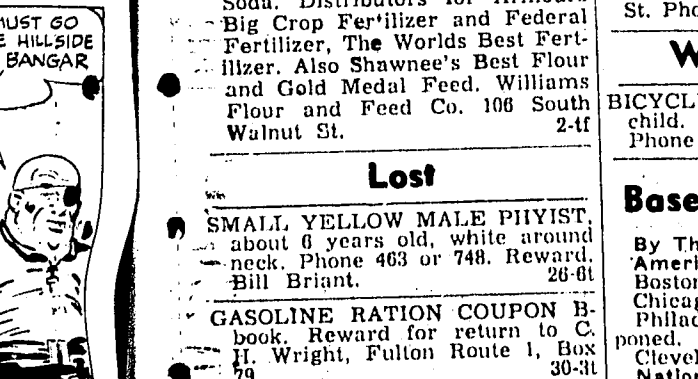 MUST GO
HILLSIDE
BANGAR
Soda. Distributors for Armours
Big Crop Fertilizer and Federal
Fertilizer, The Worlds Best Fert-
ilizer. Also Shawnee's Best Flour
and Gold Medal Feed. Williams
Flour and Feed Co. 106 South
Walnut St. 2-tf
Lost
SMALL YELLOW MALE PHYIST,
about 6 years old, white around
neck. Phone 463 or 748. Reward.
Bill Briant. 26-6t
GASOLINE RATION COUPON B-
book. Reward for return to C.
H. Wright, Fulton Route 1, Box
79 30-3t
St.
BICYCL
child.
Phone
Base
By Th
Ameri
Boston
Chicag
Philad
poned.
Clevel
Nation